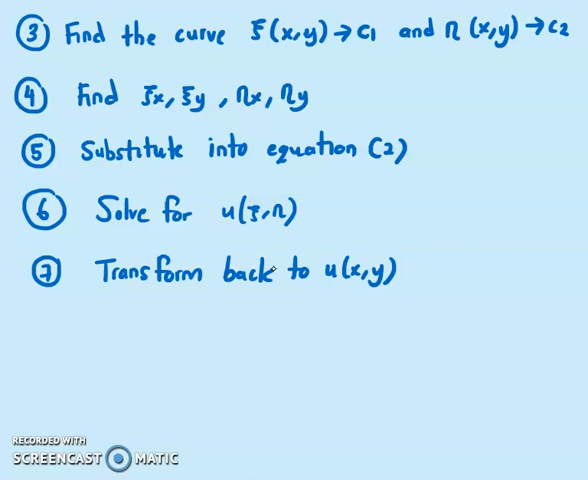 ③ Find the curve ξ(x,y)→c1 and η(x,y)→c2
④ Find ξx, ξy, ηx, ηy
⑤ Substitute into equation (2)
⑥ Solve for u(ξ,η)
⑦ Transform back to u(x,y)
RECORDED WITH
SCREENCAST MATIC